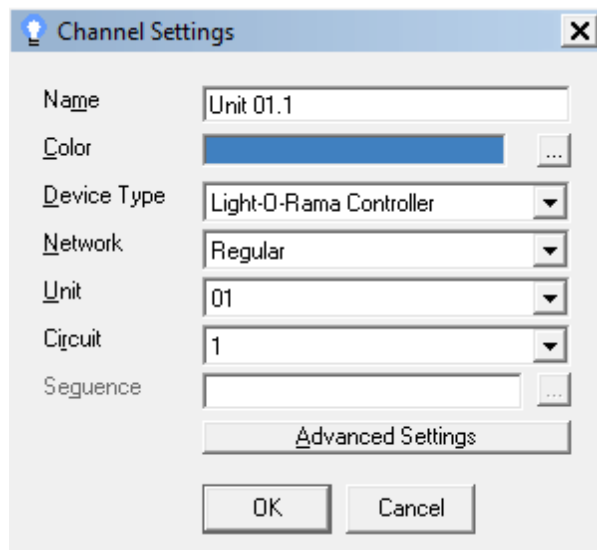 Channel Settings
Name Unit 01.1
Color ...
Device Type Light-O-Rama Controller
Network Regular
Unit 01
Circuit 1
Seguence ...
Advanced Settings
OK Cancel